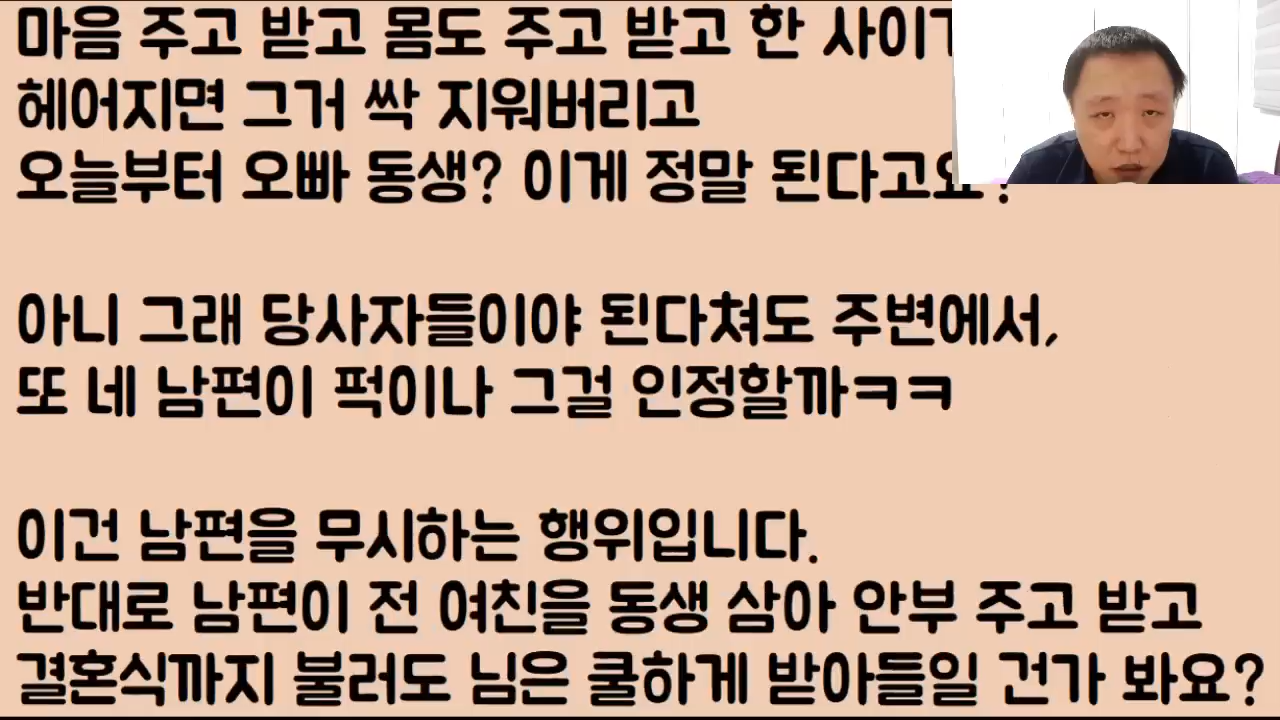 마음 주고 받고 몸도 주고 받고 한
헤어지면 그거 싹 지워버리고
오늘부터 오빠 동생? 이게 정말 된다고요?
아니 그래 당사자들이야 된다쳐도 주변에서,
또 네 남편이 퍽이나 그걸 인정할까ㅋㅋ
이건 남편을 무시하는 행위입니다.
반대로 남편이 전 여친을 동생 삼아 안부 주고 받고
결혼식까지 불러도 님은 쿨하게 받아들일 건가 봐요?